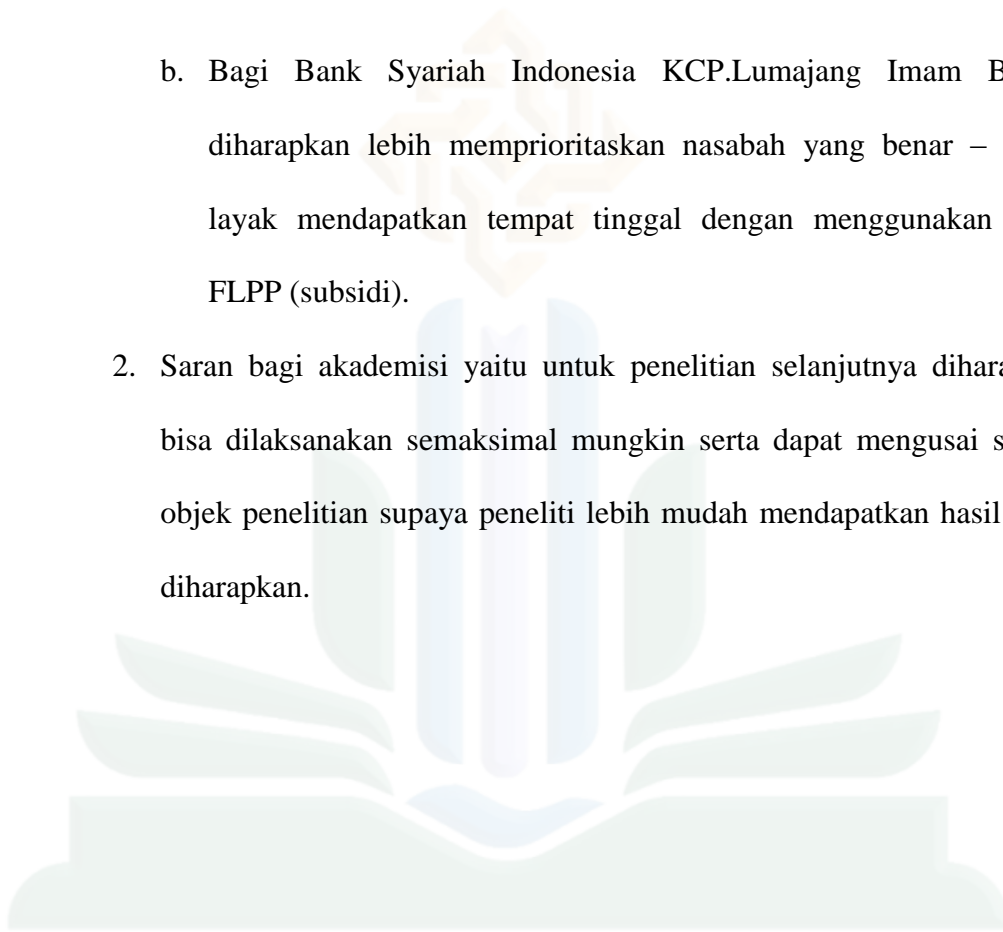 b. Bagi Bank Syariah Indonesia KCP.Lumajang Imam
diharapkan lebih memprioritaskan nasabah yang benar –
layak mendapatkan tempat tinggal dengan menggunakan
FLPP (subsidi).
2. Saran bagi akademisi yaitu untuk penelitian selanjutnya
bisa dilaksanakan semaksimal mungkin serta dapat mengusai
objek penelitian supaya peneliti lebih mudah mendapatkan hasil
diharapkan.